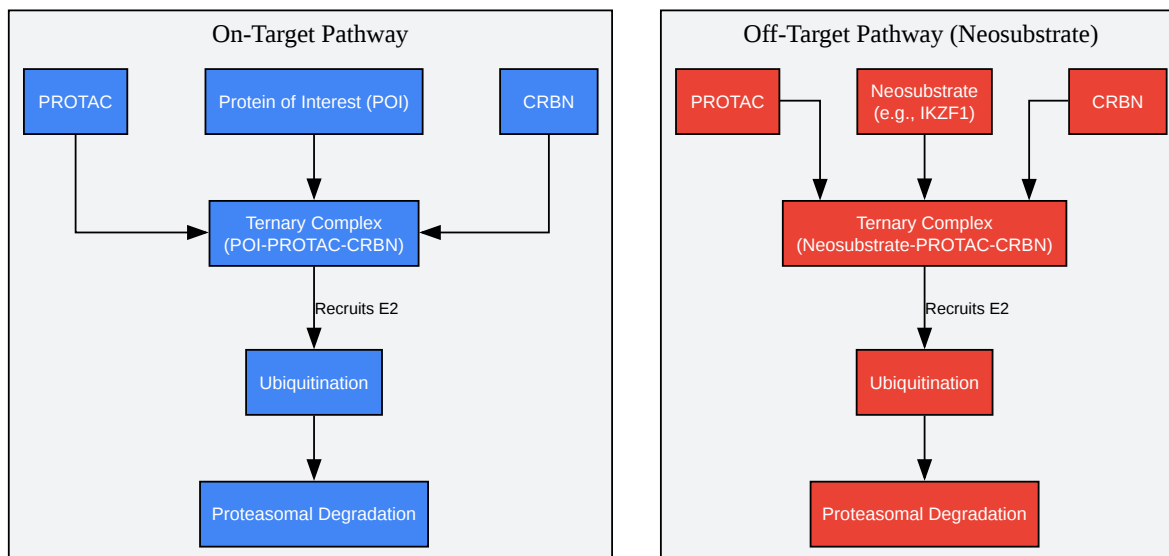 On-Target Pathway
PROTAC
Protein of Interest (POI)
CRBN
Ternary Complex
(POI-PROTAC-CRBN)
Recruits E2
Ubiquitination
Proteasomal Degradation
Off-Target Pathway (Neosubstrate)
PROTAC
Neosubstrate
(e.g., IKZF1)
CRBN
Ternary Complex
(Neosubstrate-PROTAC-CRBN)
Recruits E2
Ubiquitination
Proteasomal Degradation